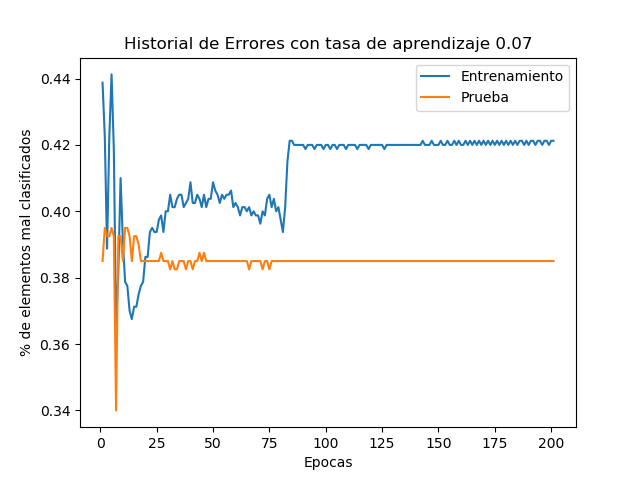 Historial de Errores con tasa de aprendizaje 0.07
Entrenamiento
Prueba
% de elementos mal clasificados
0.44
0.42
0.40
0.38
0.36
0.34
0 25 50 75 100 125 150 175 200
Epocas